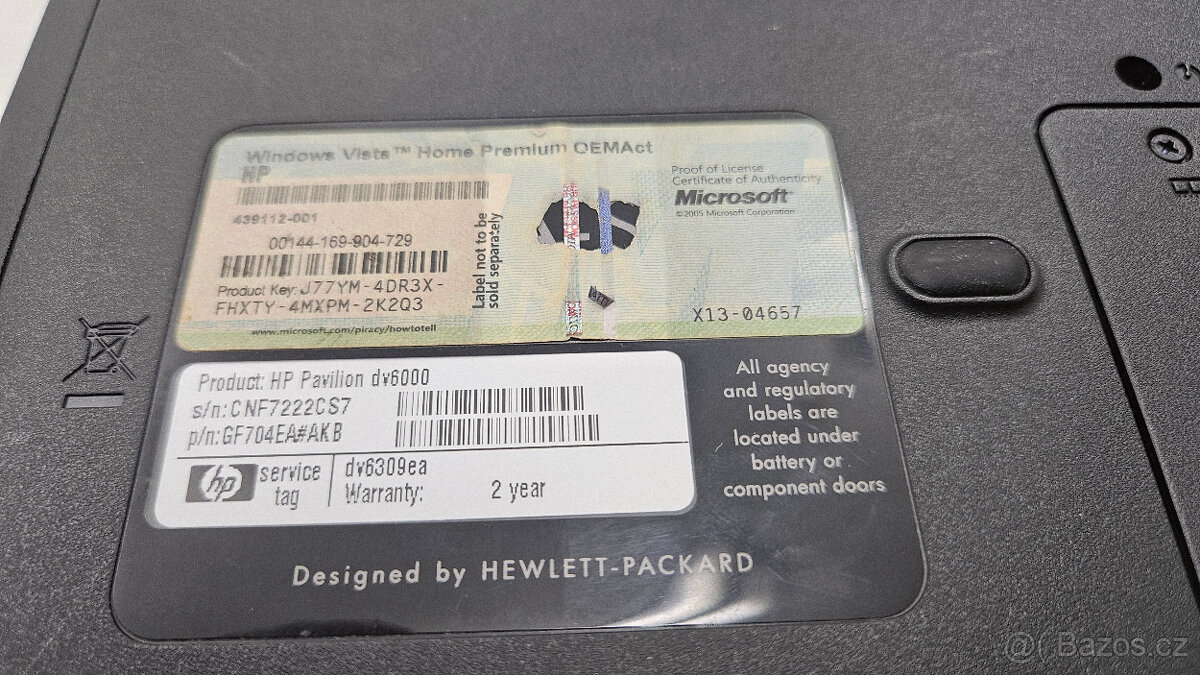 Windows Vista™ Home Premium OEMAct
HP
439112-001
00144-169-904-729
Product Key: J77YM-4DR3X-
FHXTY-4MXPM-2K2Q3
www.microsoft.com/piracy/howtotell
Label not to be
sold separately
Proof of License
Certificate of Authenticity
Microsoft
©2005 Microsoft Corporation
X13-04657
Product: HP Pavilion dv6000
s/n: CNF7222CS7
p/n: GF704EA#AKB
hp
service
tag
dv6309ea
Warranty: 2 year
All agency
and regulatory
labels are
located under
battery or
component doors
Designed by HEWLETT-PACKARD
@( Bazos.cz